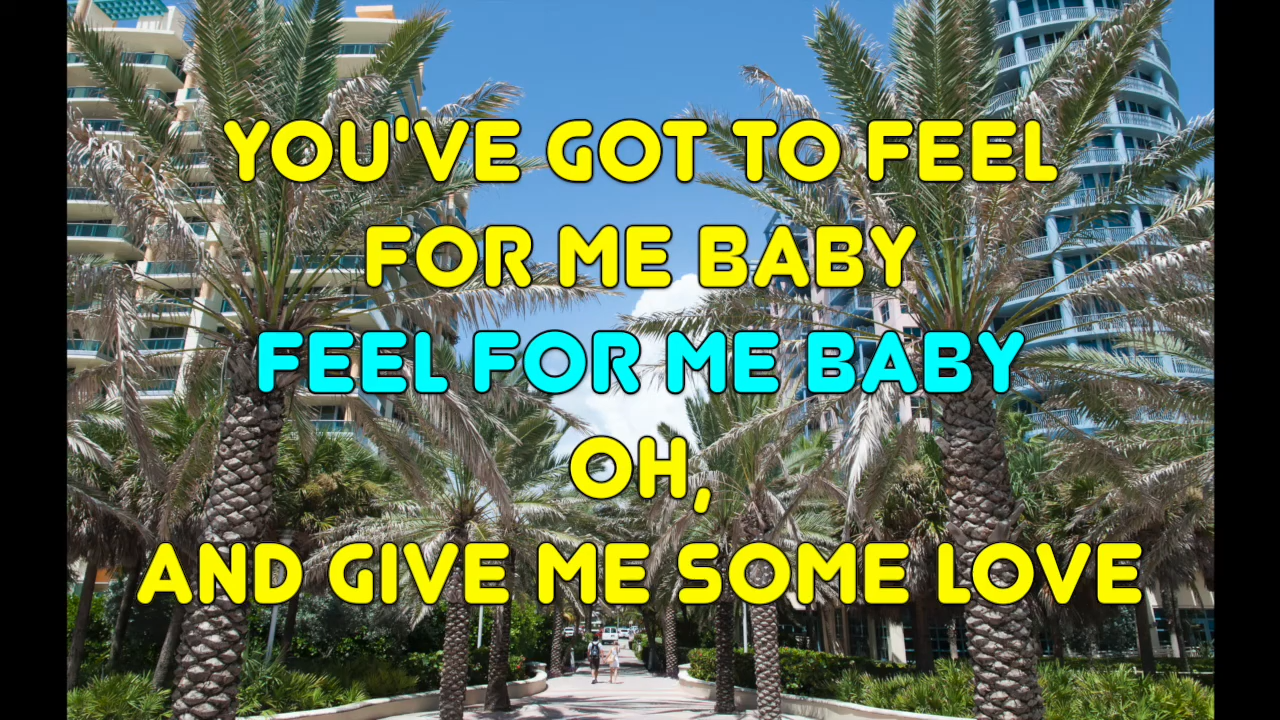 YOU'VE GOT TO FEEL
FOR ME BABY
FEEL FOR ME BABY
OH,
AND GIVE ME SOME LOVE